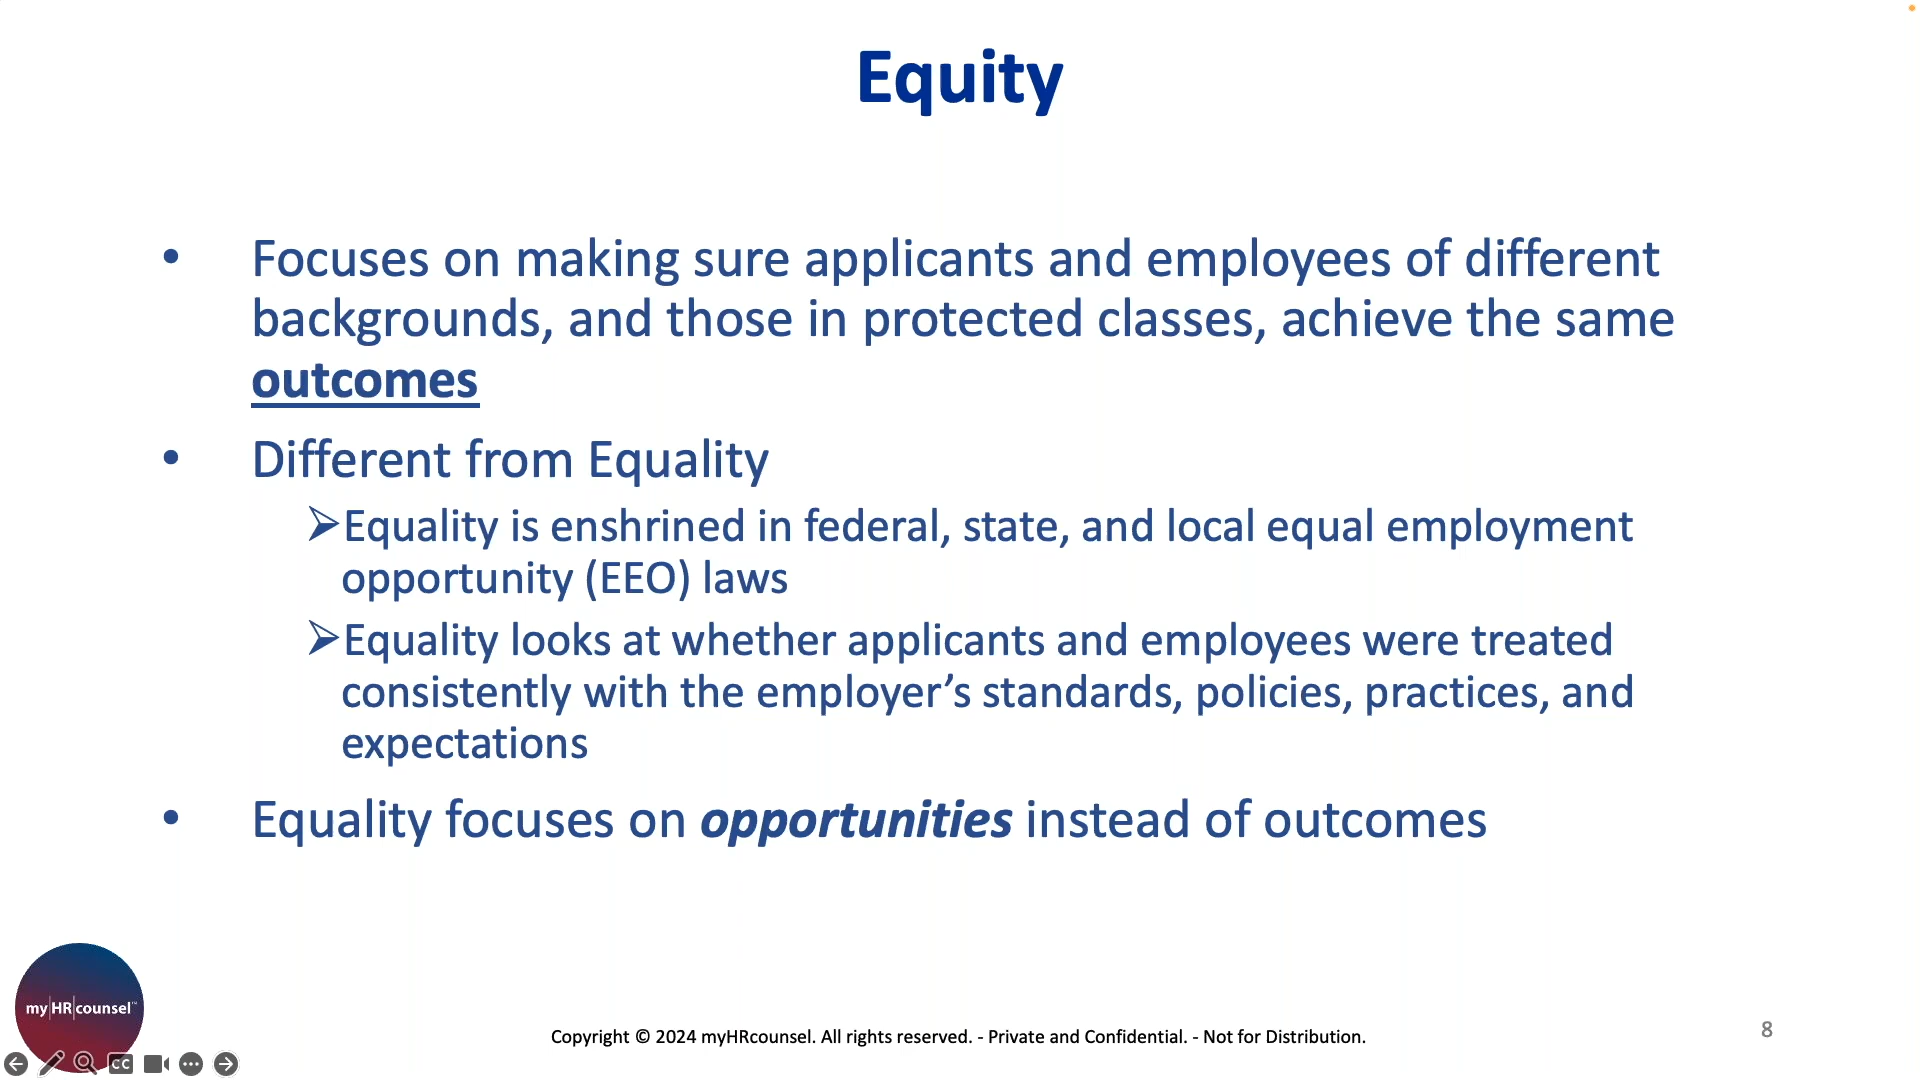 Equity
• Focuses on making sure applicants and employees of different
backgrounds, and those in protected classes, achieve the same
outcomes
• Different from Equality
➢Equality is enshrined in federal, state, and local equal employment
opportunity (EEO) laws
➢Equality looks at whether applicants and employees were treated
consistently with the employer’s standards, policies, practices, and
expectations
• Equality focuses on opportunities instead of outcomes
my|HR|counsel™
Copyright © 2024 myHRcounsel. All rights reserved. - Private and Confidential. - Not for Distribution.
8
CC